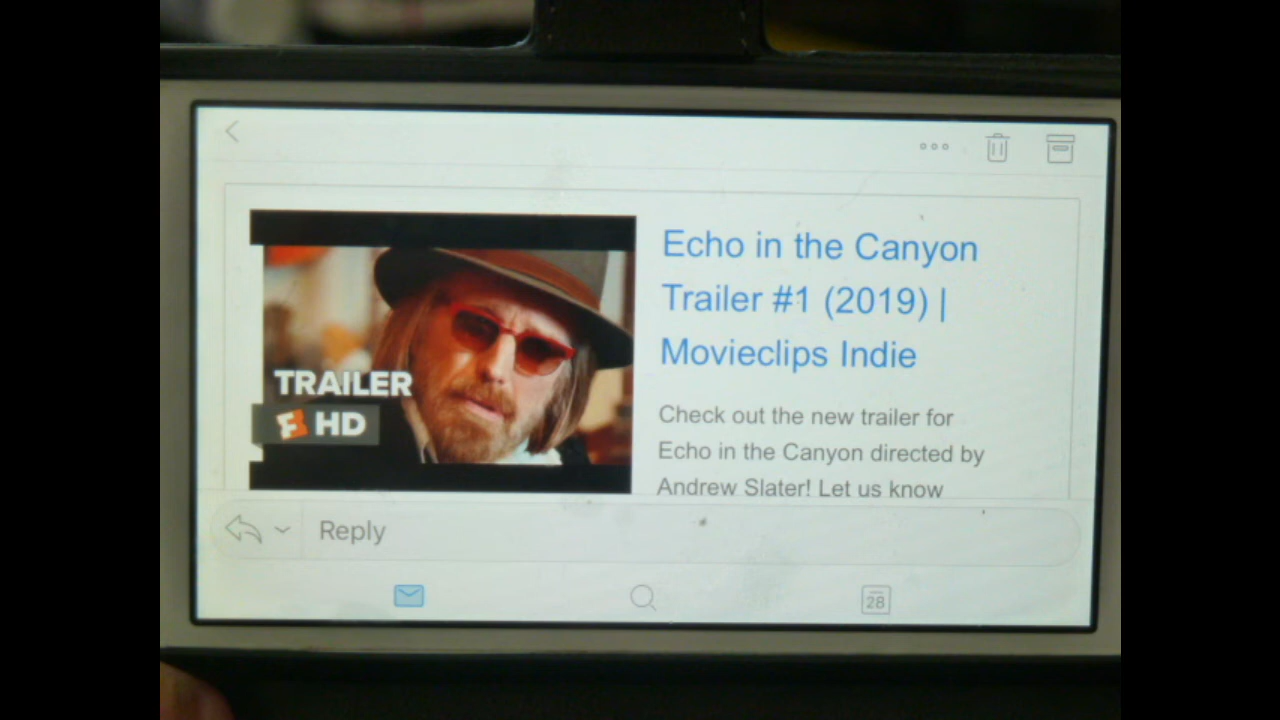 Echo in the Canyon
Trailer #1 (2019) |
Movieclips Indie
TRAILER
HD
Check out the new trailer for
Echo in the Canyon directed by
Andrew Slater! Let us know
Reply
28